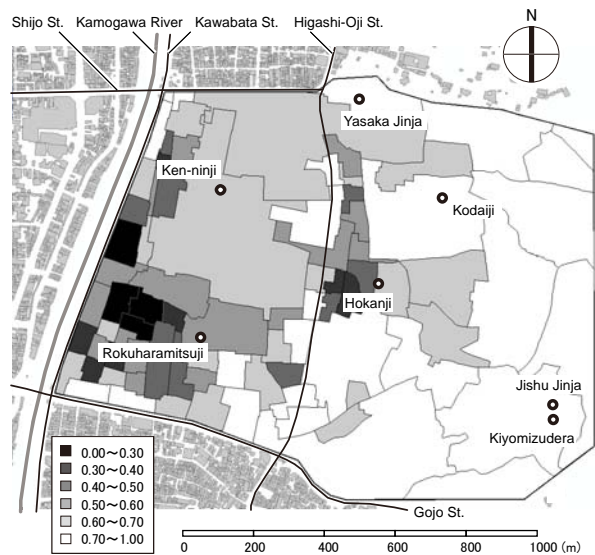 Shijo St.
Kamogawa River
Kawabata St.
Higashi-Oji St.
N
Yasaka Jinja
Ken-ninji
Kodaiji
Hokanji
Rokuharamitsuji
Jishu Jinja
Kiyomizudera
Gojo St.
0.00～0.30
0.30～0.40
0.40～0.50
0.50～0.60
0.60～0.70
0.70～1.00
0 200 400 600 800 1000 (m)